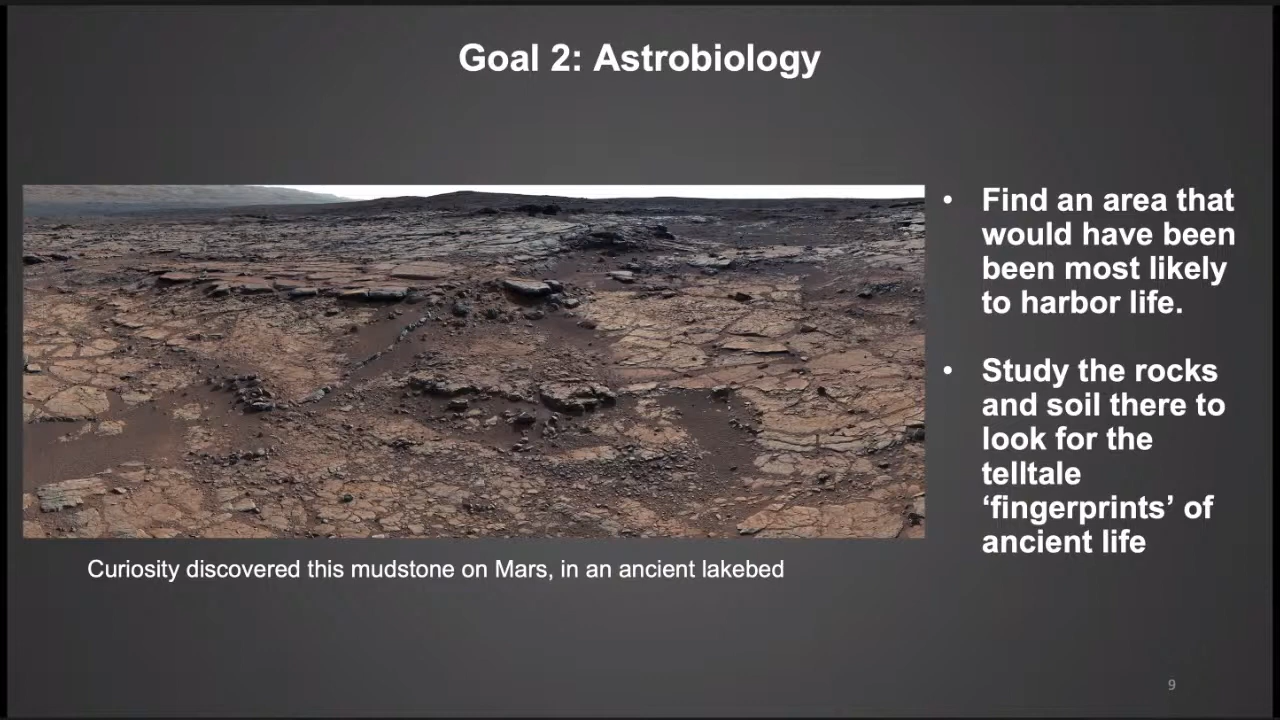 Goal 2: Astrobiology
• Find an area that
would have been
been most likely
to harbor life.
• Study the rocks
and soil there to
look for the
telltale
‘fingerprints’ of
ancient life
Curiosity discovered this mudstone on Mars, in an ancient lakebed
9